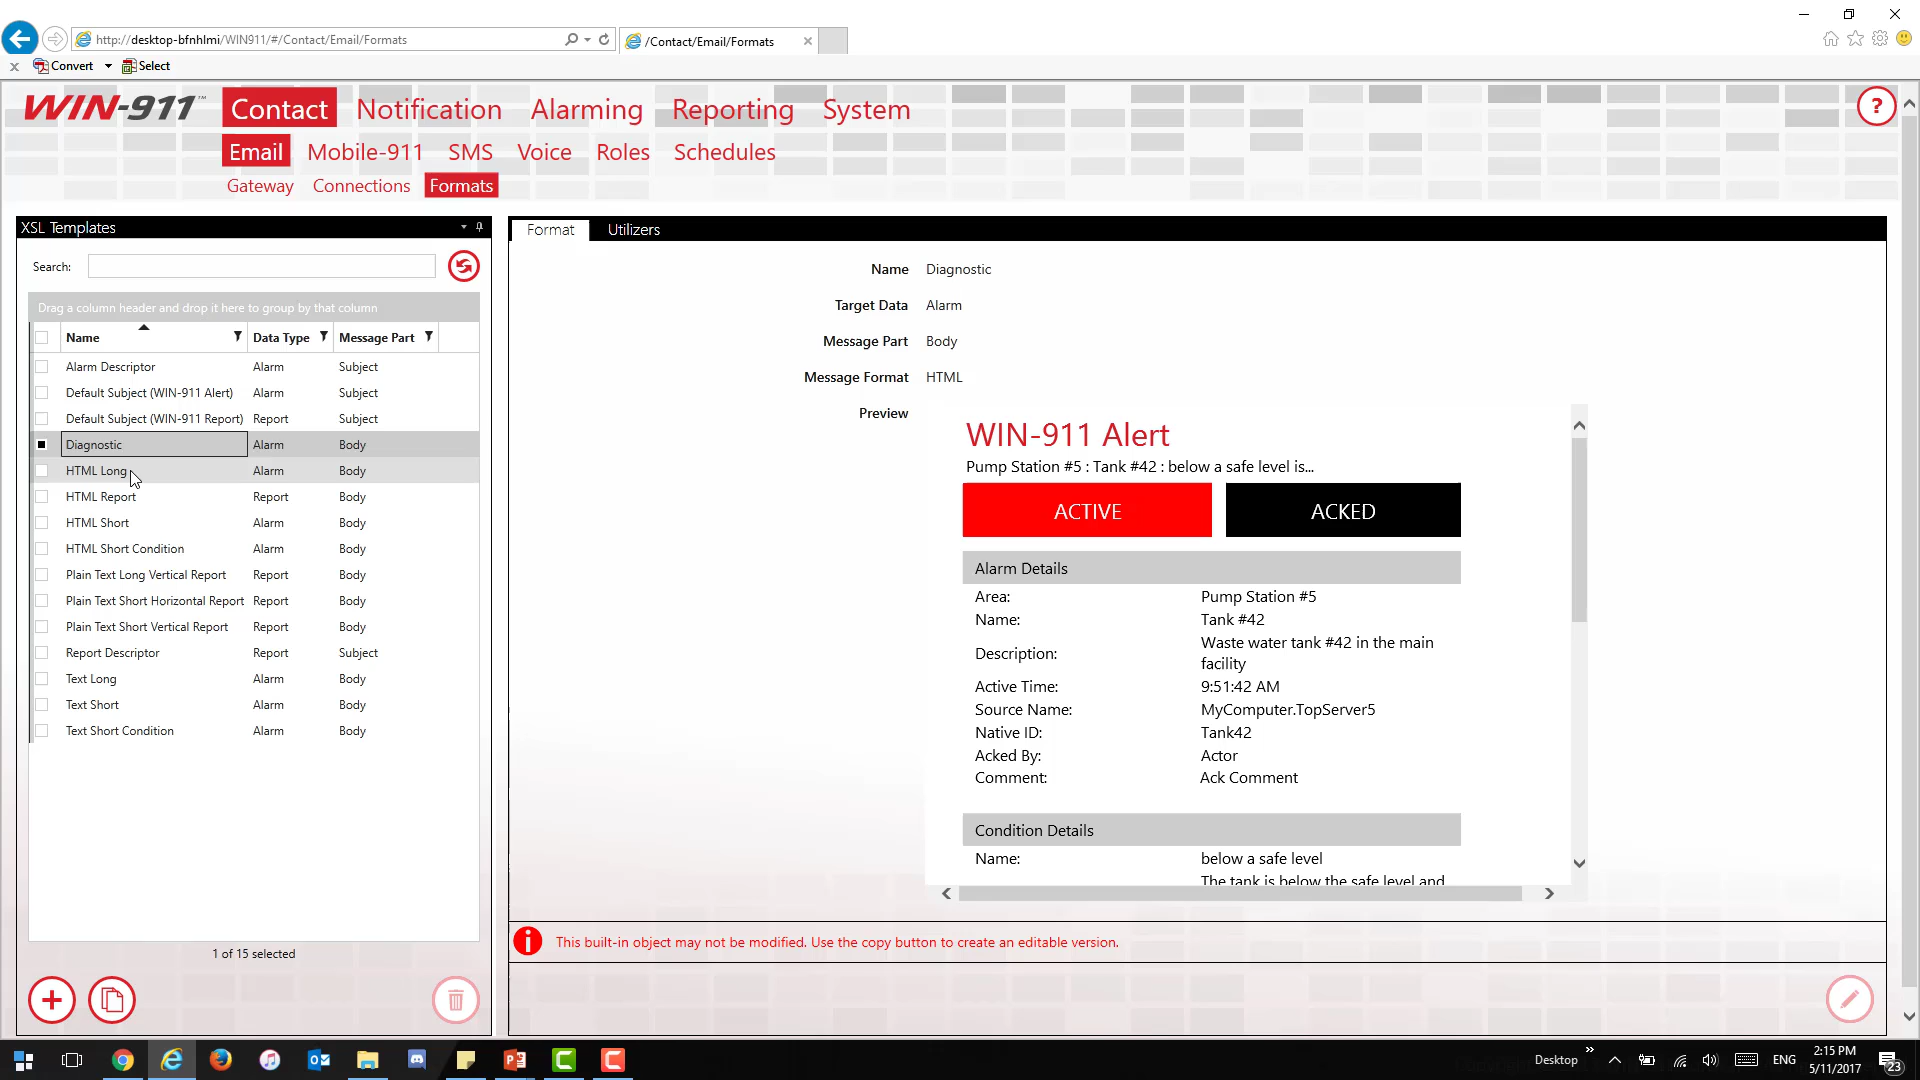 http://desktop-bfnhlmi/WIN911/#/Contact/Email/Formats
/Contact/Email/Formats
x Convert Select
WIN-911™ Contact Notification Alarming Reporting System ?
Email Mobile-911 SMS Voice Roles Schedules
Gateway Connections Formats
XSL Templates
Search:
Drag a column header and drop it here to group by that column
Name Data Type Message Part
Alarm Descriptor Alarm Subject
Default Subject (WIN-911 Alert) Alarm Subject
Default Subject (WIN-911 Report) Report Subject
Diagnostic Alarm Body
HTML Long Alarm Body
HTML Report Report Body
HTML Short Alarm Body
HTML Short Condition Alarm Body
Plain Text Long Vertical Report Report Body
Plain Text Short Horizontal Report Report Body
Plain Text Short Vertical Report Report Body
Report Descriptor Report Subject
Text Long Alarm Body
Text Short Alarm Body
Text Short Condition Alarm Body
1 of 15 selected
Format Utilizers
Name Diagnostic
Target Data Alarm
Message Part Body
Message Format HTML
Preview
WIN-911 Alert
Pump Station #5 : Tank #42 : below a safe level is...
ACTIVE ACKED
Alarm Details
Area: Pump Station #5
Name: Tank #42
Description: Waste water tank #42 in the main
facility
Active Time: 9:51:42 AM
Source Name: MyComputer.TopServer5
Native ID: Tank42
Acked By: Actor
Comment: Ack Comment
Condition Details
Name: below a safe level
The tank is below the safe level and
This built-in object may not be modified. Use the copy button to create an editable version.
Desktop » ENG 2:15 PM
5/11/2017 23